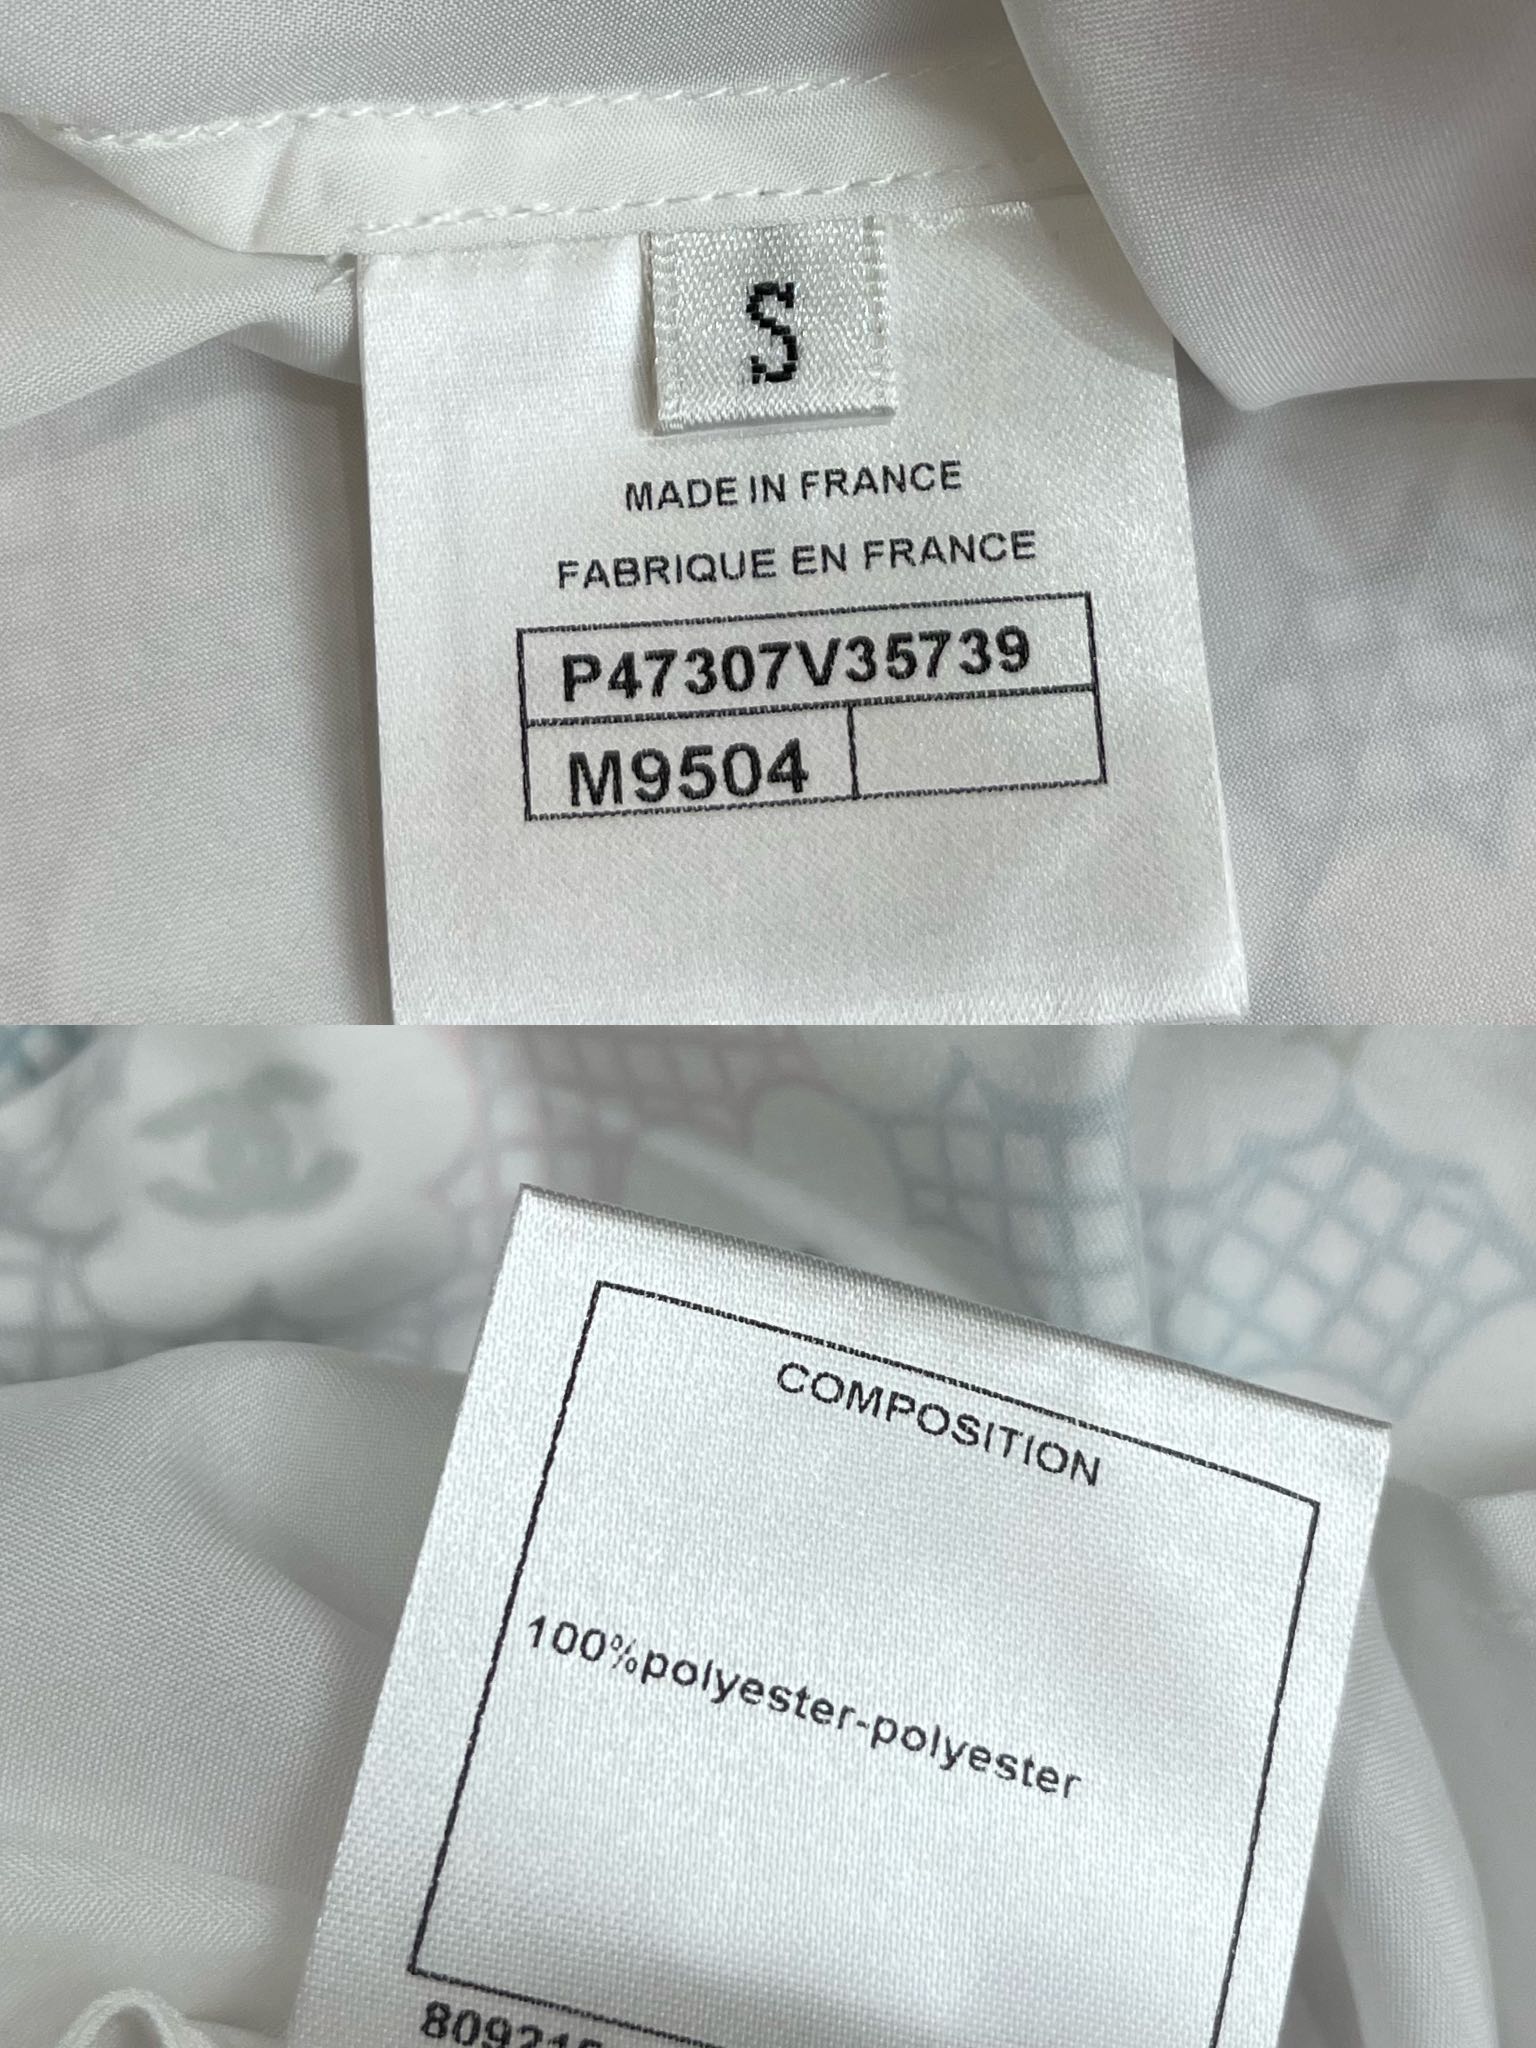 S
MADE IN FRANCE
FABRIQUE EN FRANCE
P47307V35739
M9504
COMPOSITION
100%polyester-polyester